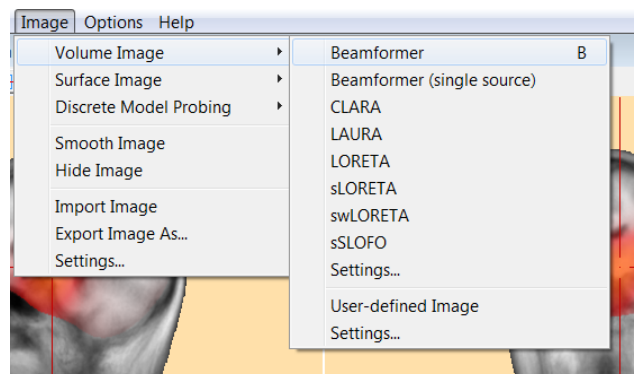 Image Options Help
Volume Image
Surface Image
Discrete Model Probing
Smooth Image
Hide Image
Import Image
Export Image As...
Settings...
Beamformer B
Beamformer (single source)
CLARA
LAURA
LORETA
sLORETA
swLORETA
sSLOFO
Settings...
User-defined Image
Settings...